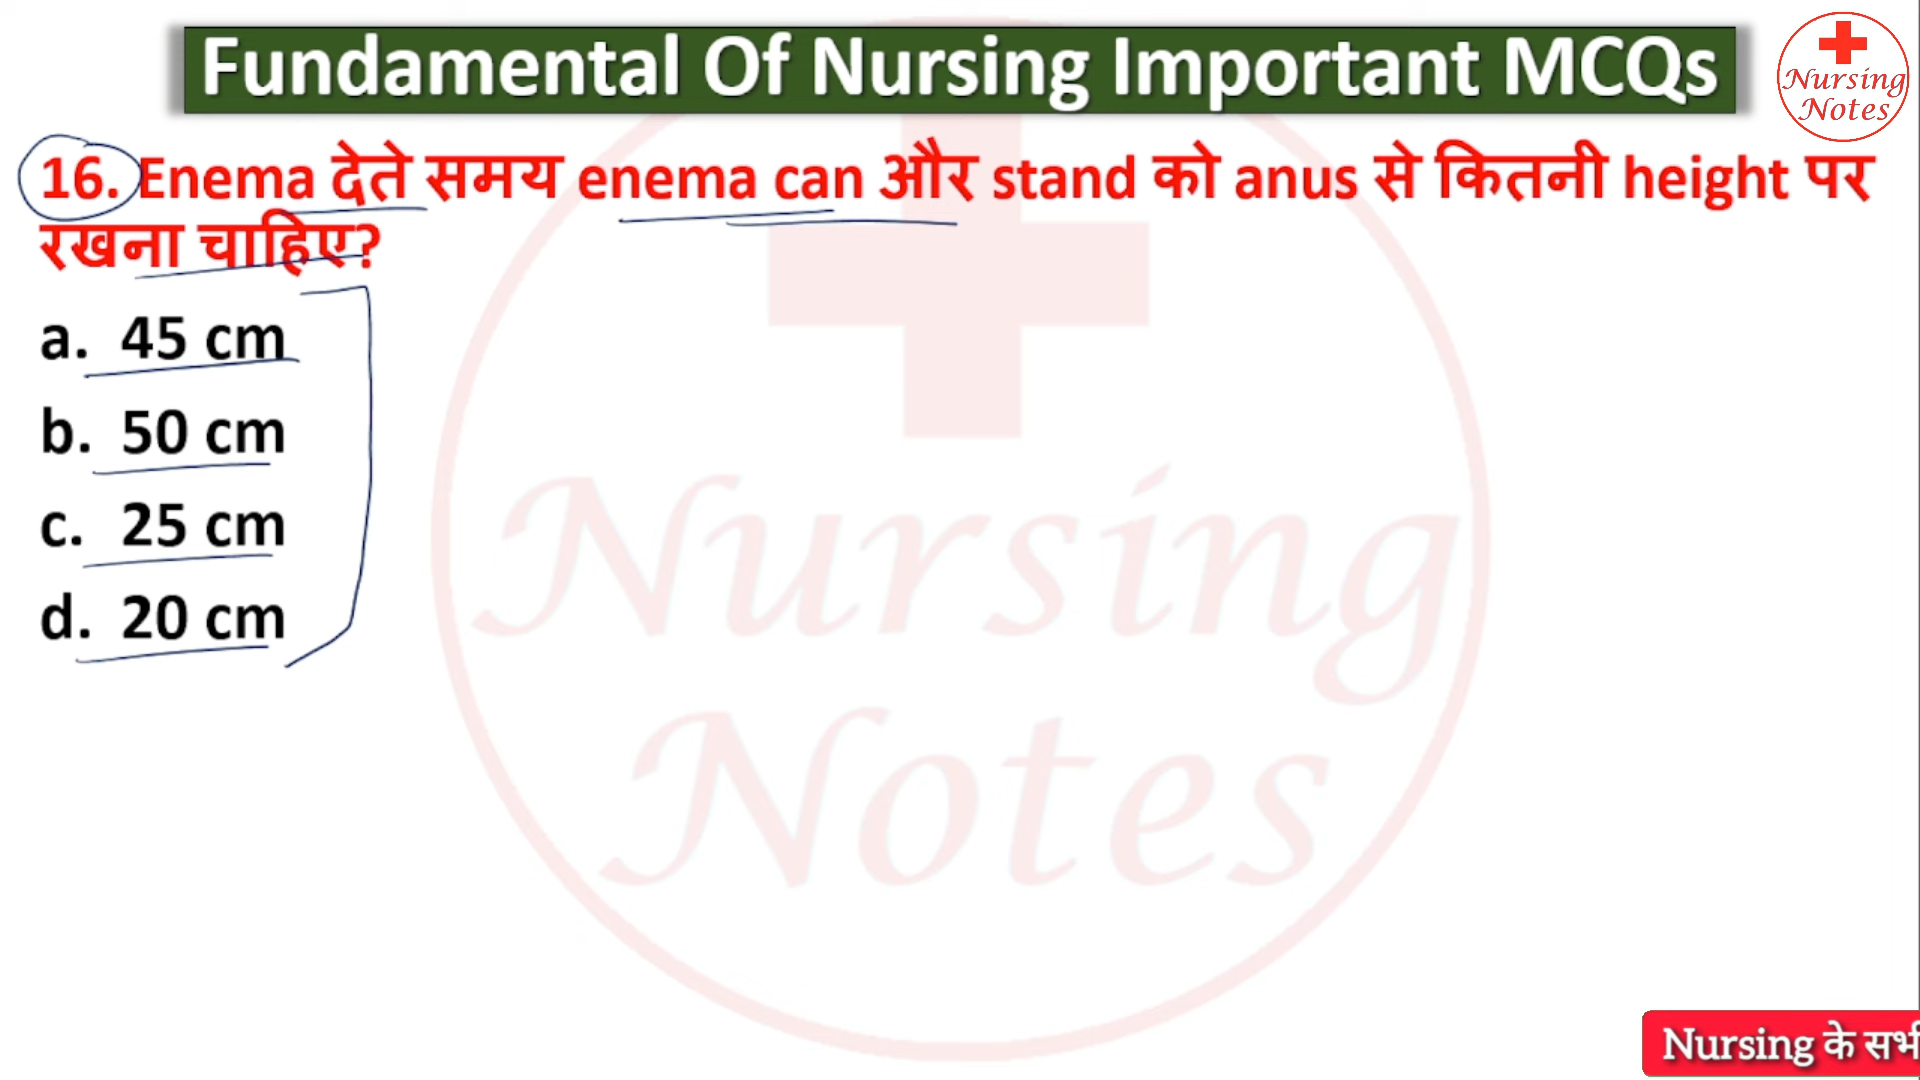 Fundamental Of Nursing Important MCQs
Nursing
Notes
16. Enema देते समय enema can और stand को anus से कितनी height पर
रखना चाहिए?
a. 45 cm
b. 50 cm
c. 25 cm
d. 20 cm
Nursing
Notes
Nursing के सभी